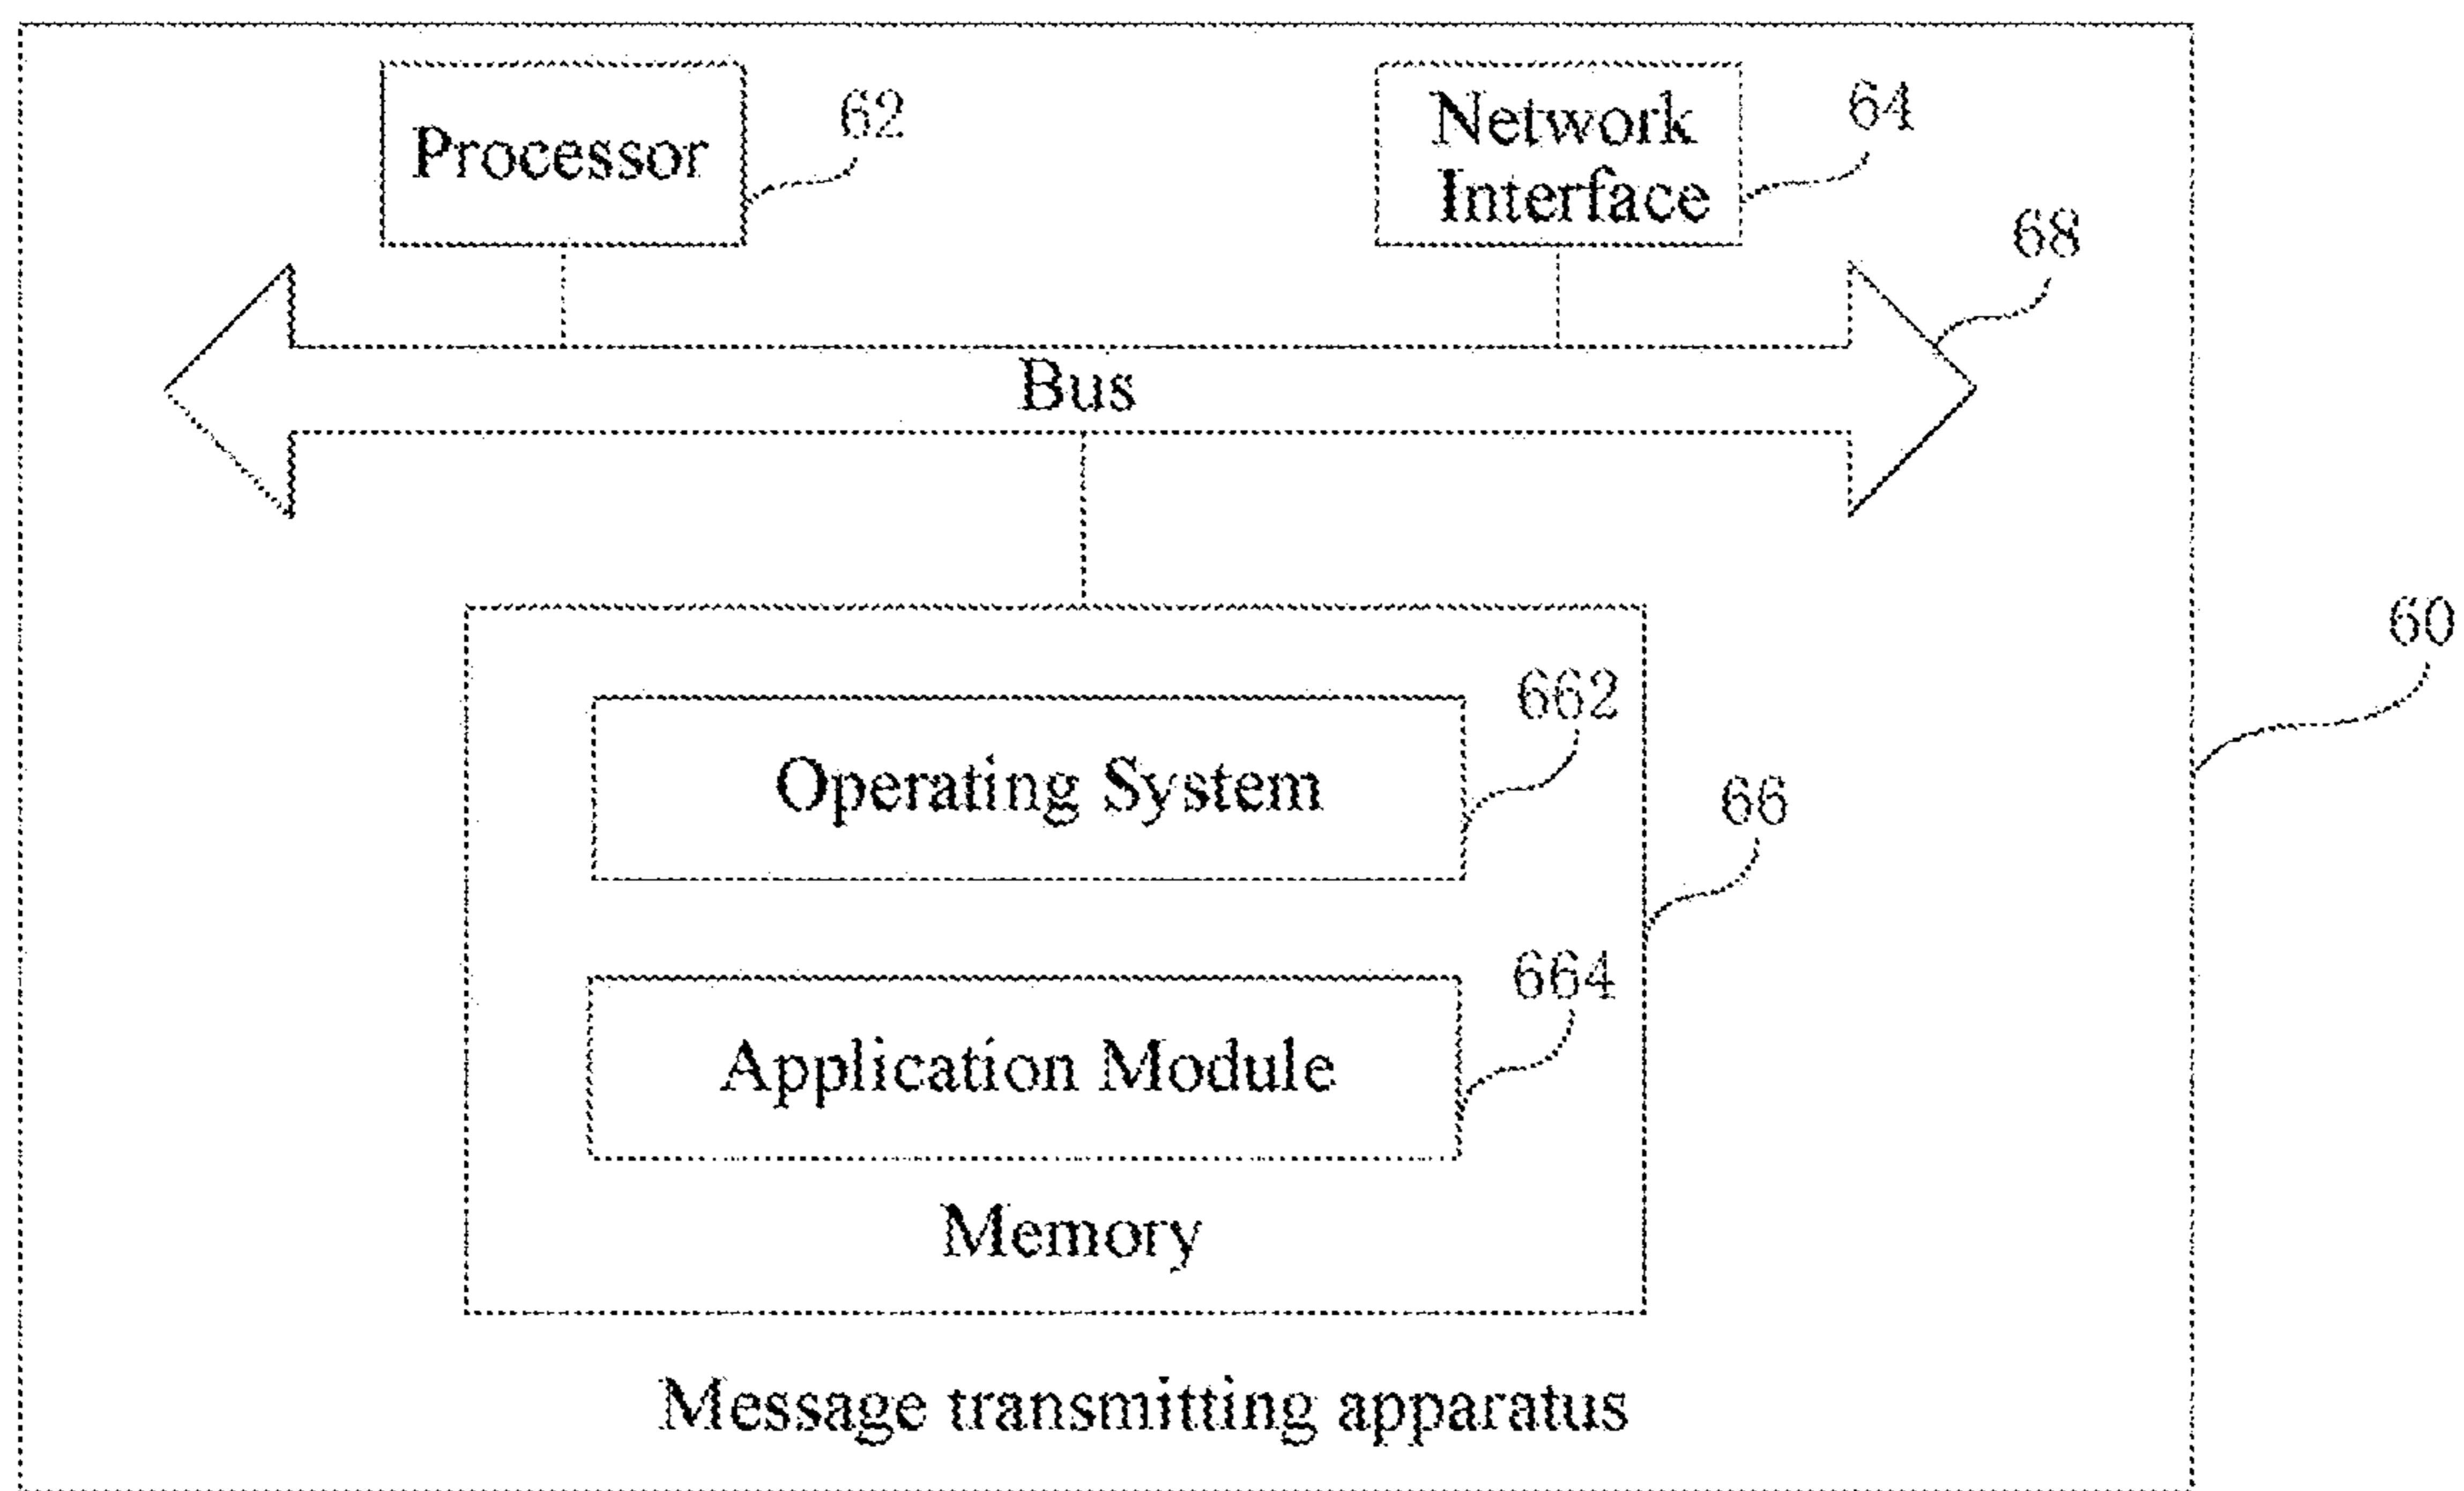 Processor
62
Network
Interface
64
68
Bus
60
Operating System
662
66
Application Module
664
Memory
Message transmitting apparatus